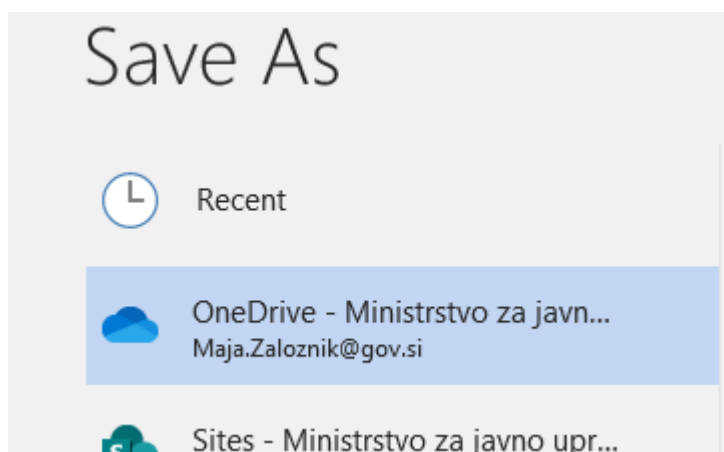 Save As
Recent
OneDrive - Ministrstvo za javn...
Maja.Zaloznik@gov.si
Sites - Ministrstvo za javno upr...